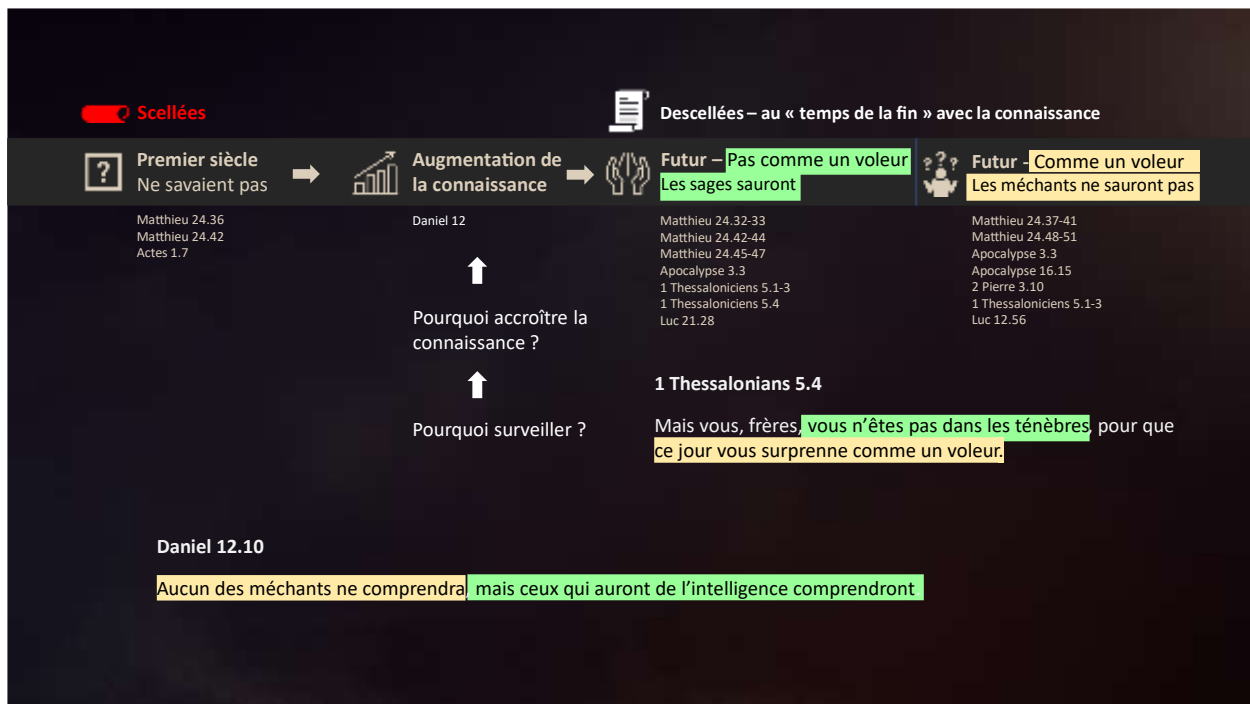 Scellées
Descellées – au « temps de la fin » avec la connaissance
?
Premier siècle
Ne savaient pas
Augmentation de
la connaissance
Futur – Pas comme un voleur
Les sages sauront
???
Futur - Comme un voleur
Les méchants ne sauront pas
Matthieu 24.36
Matthieu 24.42
Actes 1.7
Daniel 12
Pourquoi accroître la
connaissance ?
Pourquoi surveiller ?
Matthieu 24.32-33
Matthieu 24.42-44
Matthieu 24.45-47
Apocalypse 3.3
1 Thessaloniciens 5.1-3
1 Thessaloniciens 5.4
Luc 21.28
Matthieu 24.37-41
Matthieu 24.48-51
Apocalypse 3.3
Apocalypse 16.15
2 Pierre 3.10
1 Thessaloniciens 5.1-3
Luc 12.56
1 Thessalonians 5.4
Mais vous, frères, vous n’êtes pas dans les ténèbres, pour que
ce jour vous surprenne comme un voleur.
Daniel 12.10
Aucun des méchants ne comprendra, mais ceux qui auront de l’intelligence comprendront.